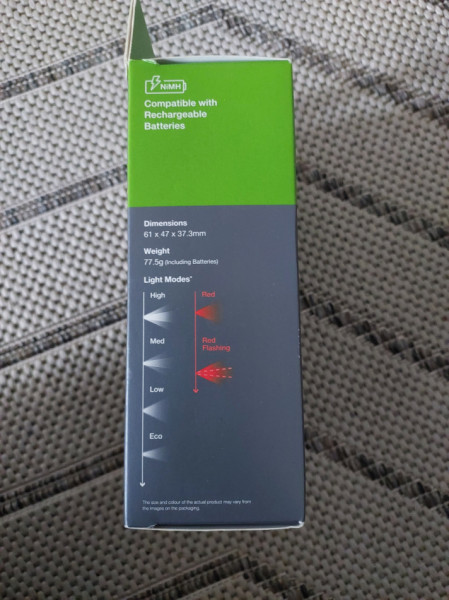 NiMH
Compatible with
Rechargeable
Batteries
Dimensions
61 x 47 x 37.3mm
Weight
77.5g (Including Batteries)
Light Modes*
High
Med
Low
Eco
Red
Red
Flashing
The size and colour of the actual product may vary from
the images on the packaging.